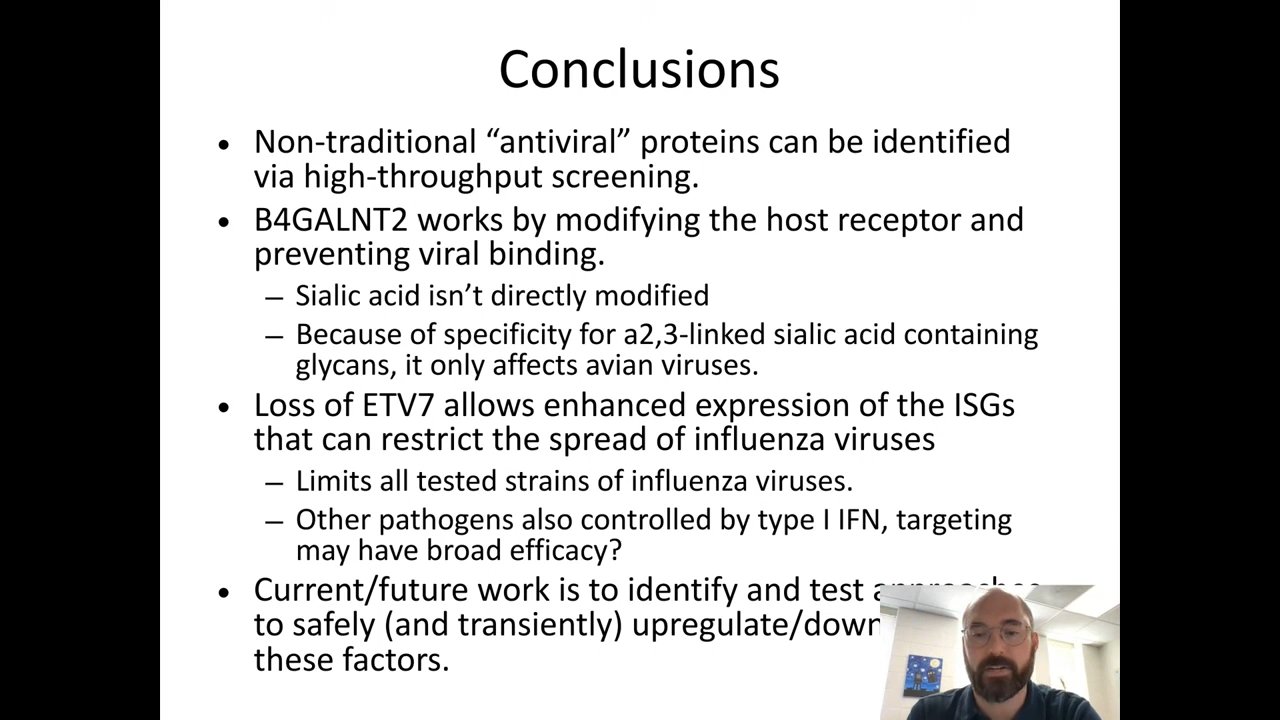 Conclusions
• Non-traditional “antiviral” proteins can be identified
via high-throughput screening.
• B4GALNT2 works by modifying the host receptor and
preventing viral binding.
– Sialic acid isn’t directly modified
– Because of specificity for a2,3-linked sialic acid containing
glycans, it only affects avian viruses.
• Loss of ETV7 allows enhanced expression of the ISGs
that can restrict the spread of influenza viruses
– Limits all tested strains of influenza viruses.
– Other pathogens also controlled by type I IFN, targeting
may have broad efficacy?
• Current/future work is to identify and test approaches
to safely (and transiently) upregulate/down
these factors.